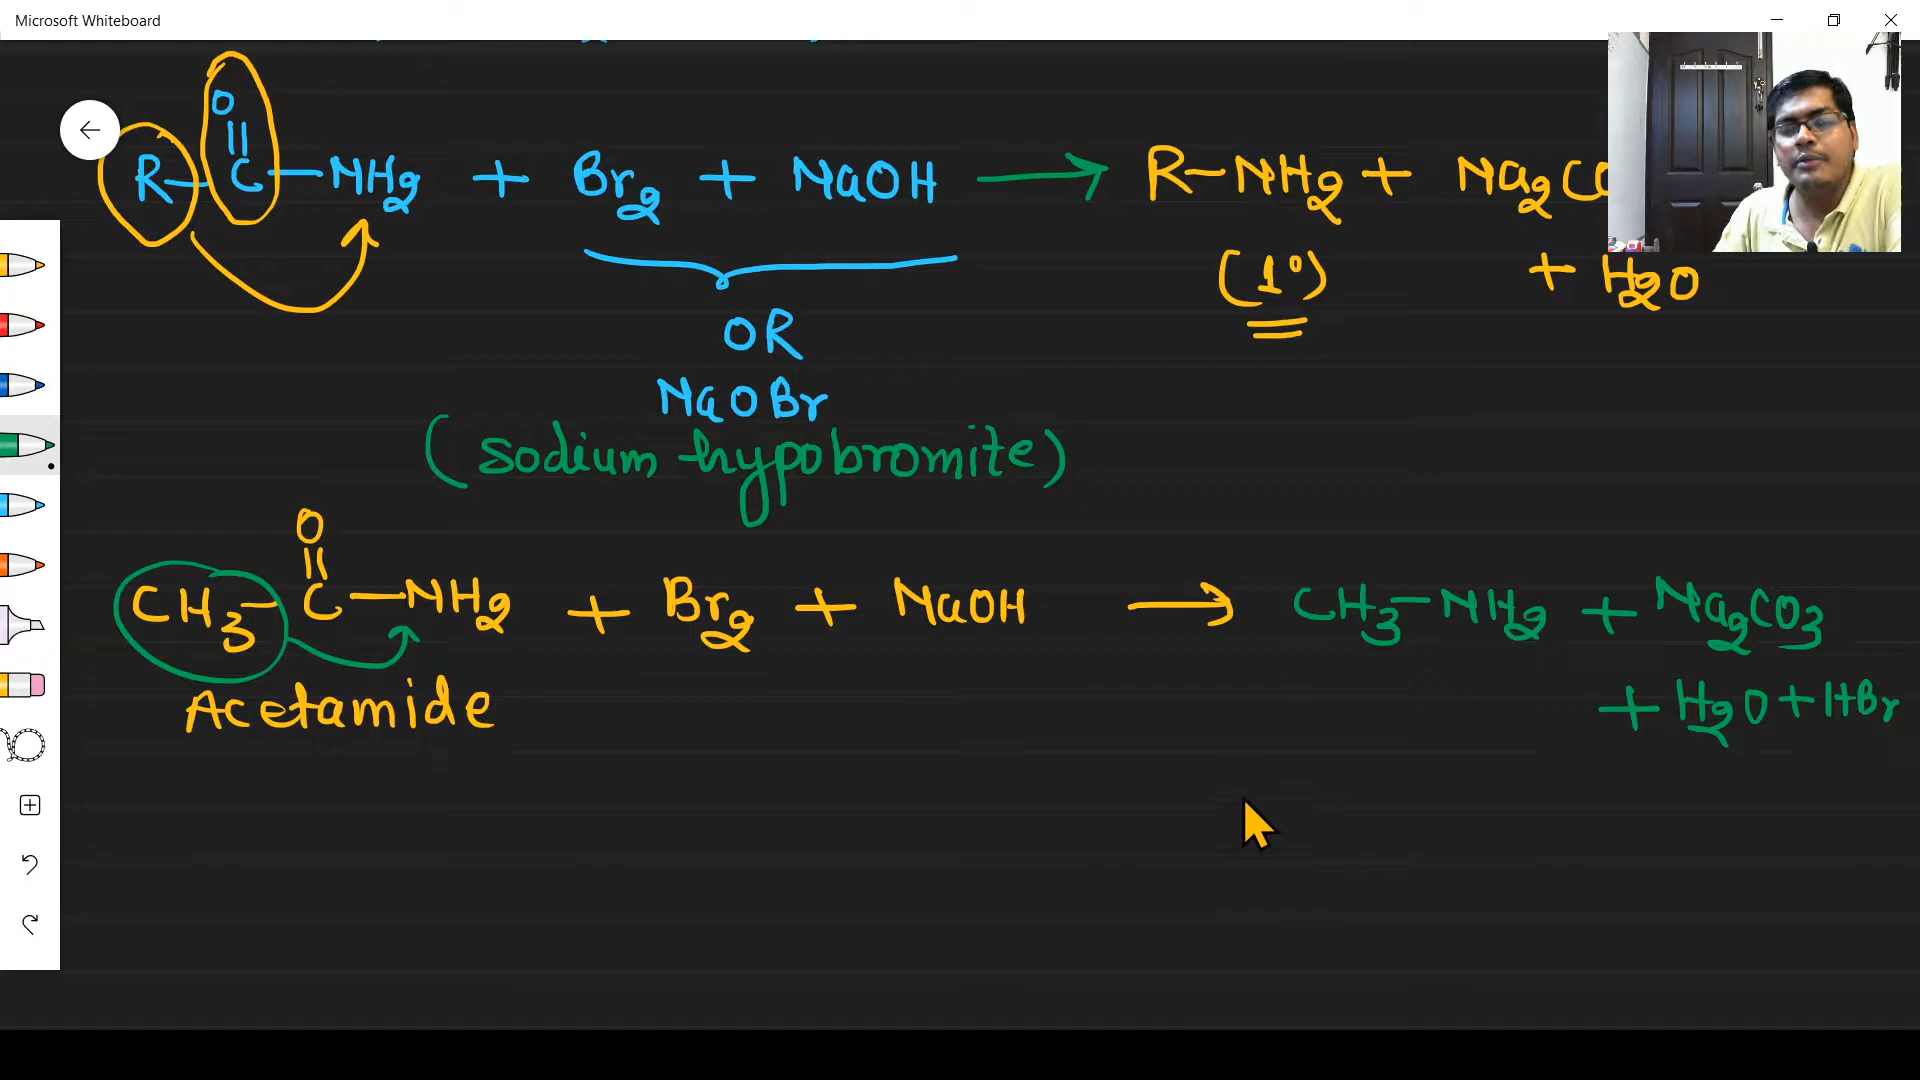 Microsoft Whiteboard
O
||
R-C-NH2 + Br2 + NaOH → R-NH2 + Na2CO
(1°) + H2O
OR
NaOBr
(sodium hypobromite)
O
||
CH3-C-NH2 + Br2 + NaOH → CH3-NH2 + Na2CO3
+ H2O + HBr
Acetamide